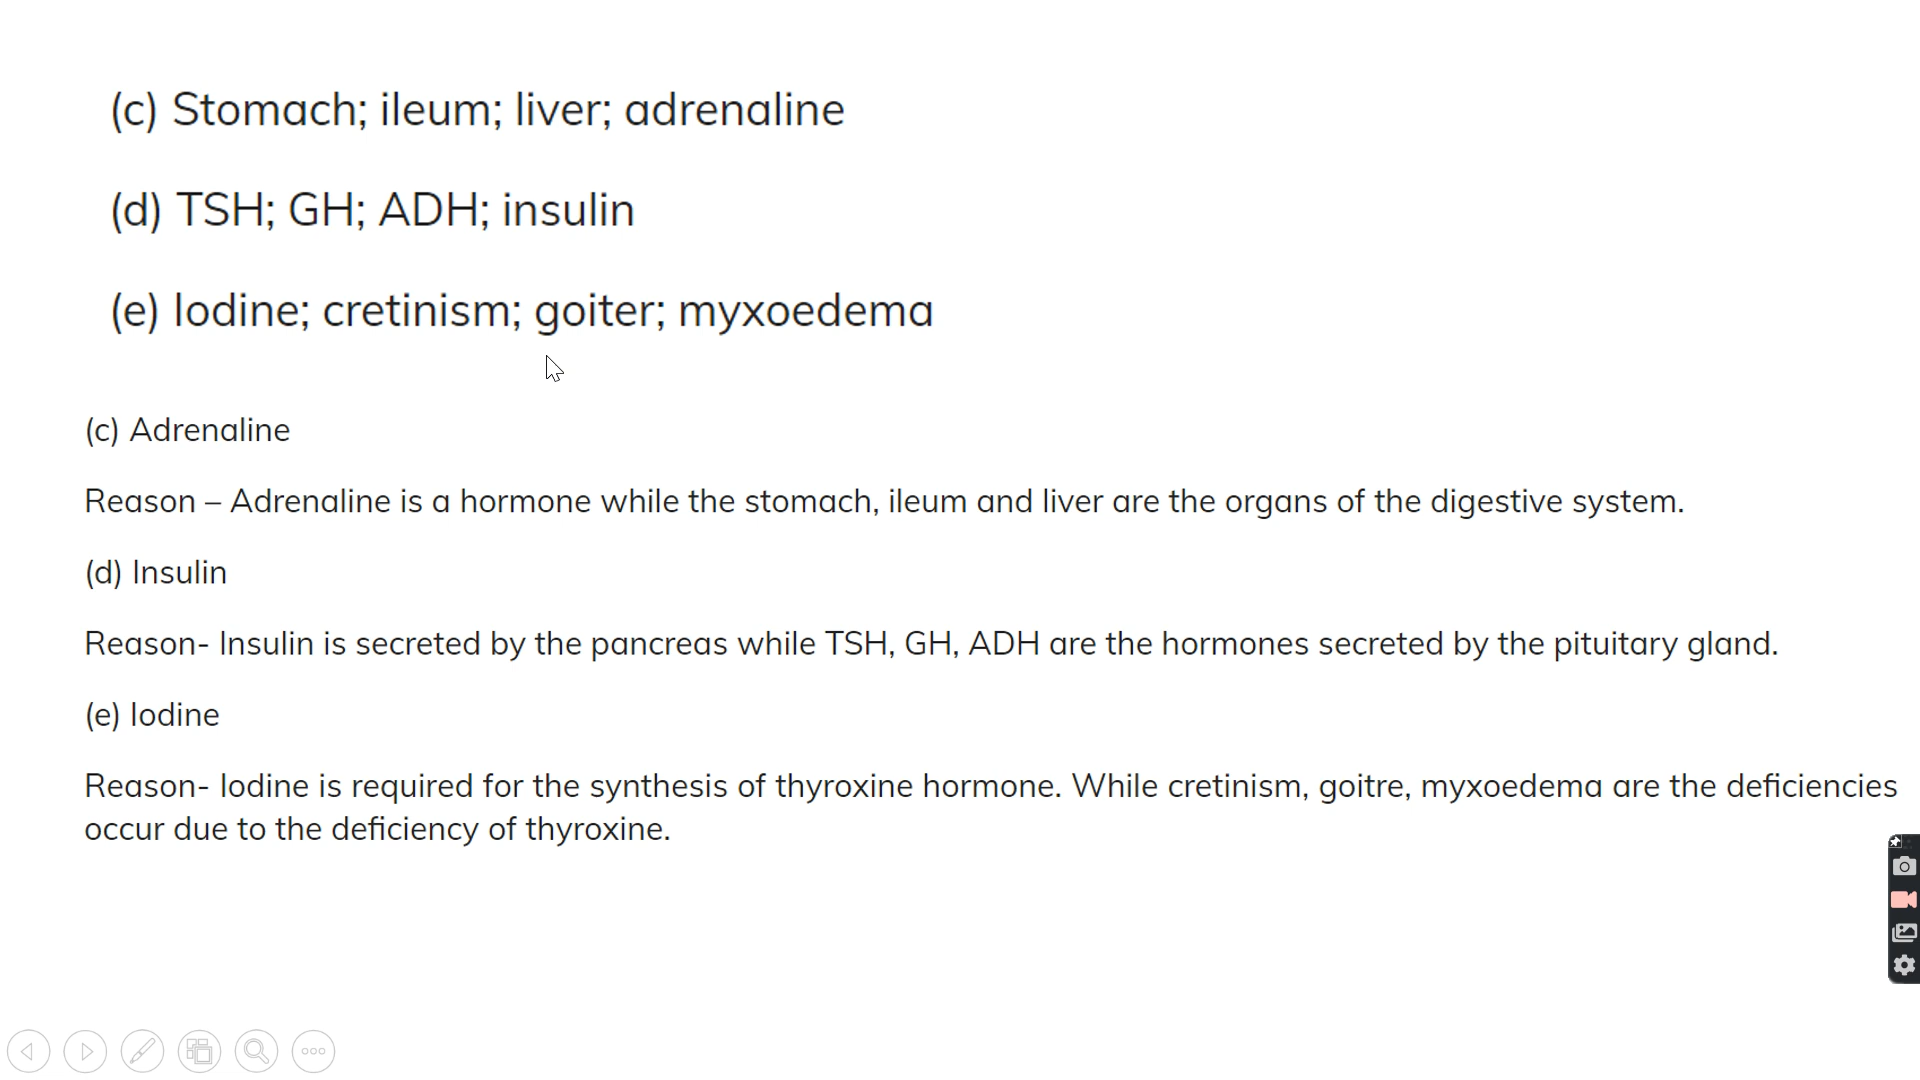 (c) Stomach; ileum; liver; adrenaline
(d) TSH; GH; ADH; insulin
(e) Iodine; cretinism; goiter; myxoedema
(c) Adrenaline
Reason – Adrenaline is a hormone while the stomach, ileum and liver are the organs of the digestive system.
(d) Insulin
Reason- Insulin is secreted by the pancreas while TSH, GH, ADH are the hormones secreted by the pituitary gland.
(e) Iodine
Reason- Iodine is required for the synthesis of thyroxine hormone. While cretinism, goitre, myxoedema are the deficiencies
occur due to the deficiency of thyroxine.